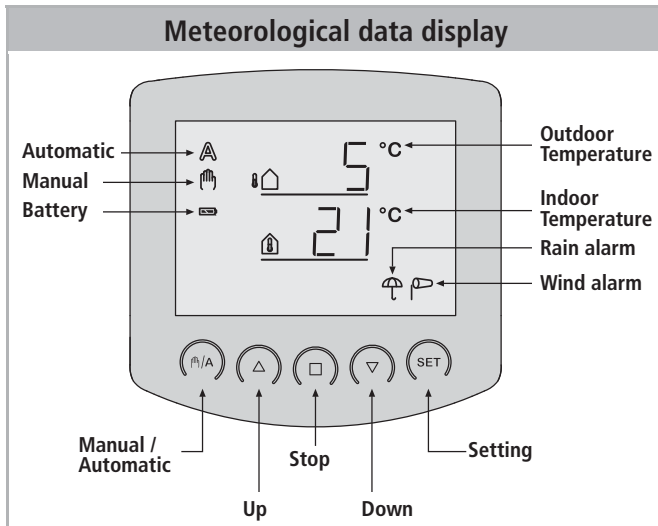 Meteorological data display
Automatic
Manual
Battery
A
5 °C
21 °C
Outdoor
Temperature
Indoor
Temperature
Rain alarm
Wind alarm
/A
SET
Manual /
Automatic
Up
Stop
Down
Setting